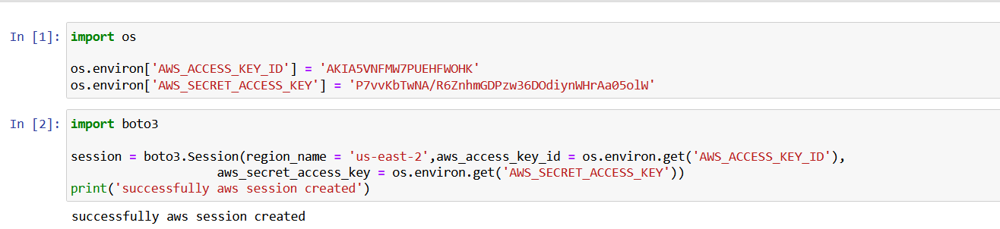 In [1]: import os
os.environ['AWS_ACCESS_KEY_ID'] = 'AKIA5VNFMW7PUEHFWOHK'
os.environ['AWS_SECRET_ACCESS_KEY'] = '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'
In [2]: import boto3
session = boto3.Session(region_name = 'us-east-2',aws_access_key_id = os.environ.get('AWS_ACCESS_KEY_ID'),
aws_secret_access_key = os.environ.get('AWS_SECRET_ACCESS_KEY'))
print('successfully aws session created')
successfully aws session created